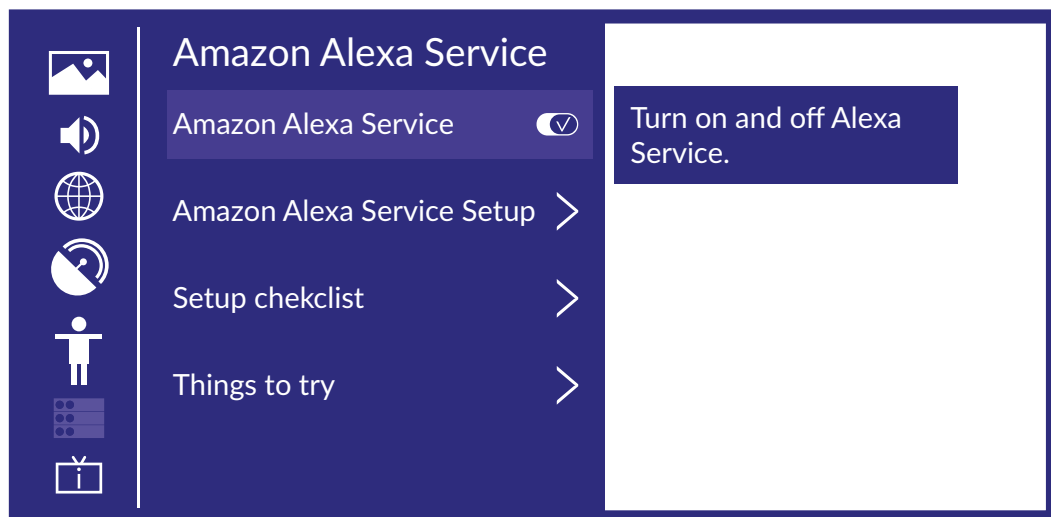 Amazon Alexa Service
Amazon Alexa Service
Turn on and off Alexa
Service.
Amazon Alexa Service Setup
Setup chekclist
Things to try